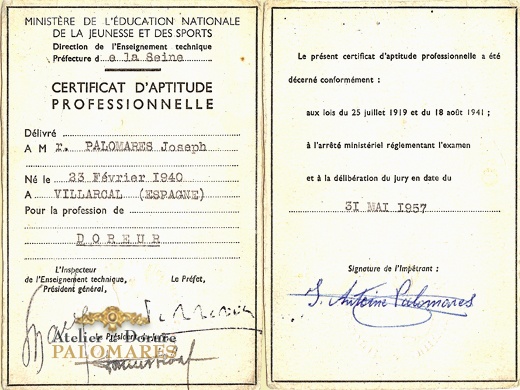 MINISTÈRE DE L'ÉDUCATION NATIONALE
DE LA JEUNESSE ET DES SPORTS
Direction de l'Enseignement technique
Préfecture d e la Seine
CERTIFICAT D'APTITUDE
PROFESSIONNELLE
Délivré
A M r. PALOMARES Joseph
Né le 23 Février 1940
A VILLARCAL (ESPAGNE)
Pour la profession de
DOREUR
L'Inspecteur
de l'Enseignement technique,
Président général,
Le Préfet,
Le Président
Atelier de Dorure
PALOMARES
Le présent certificat d'aptitude professionnelle a été
décerné conformément :
aux lois du 25 juillet 1919 et du 18 août 1941 ;
à l'arrêté ministériel réglementant l'examen
et à la délibération du jury en date du
31 MAI 1957
Signature de l'Impétrant :
J. Antoine Palomares